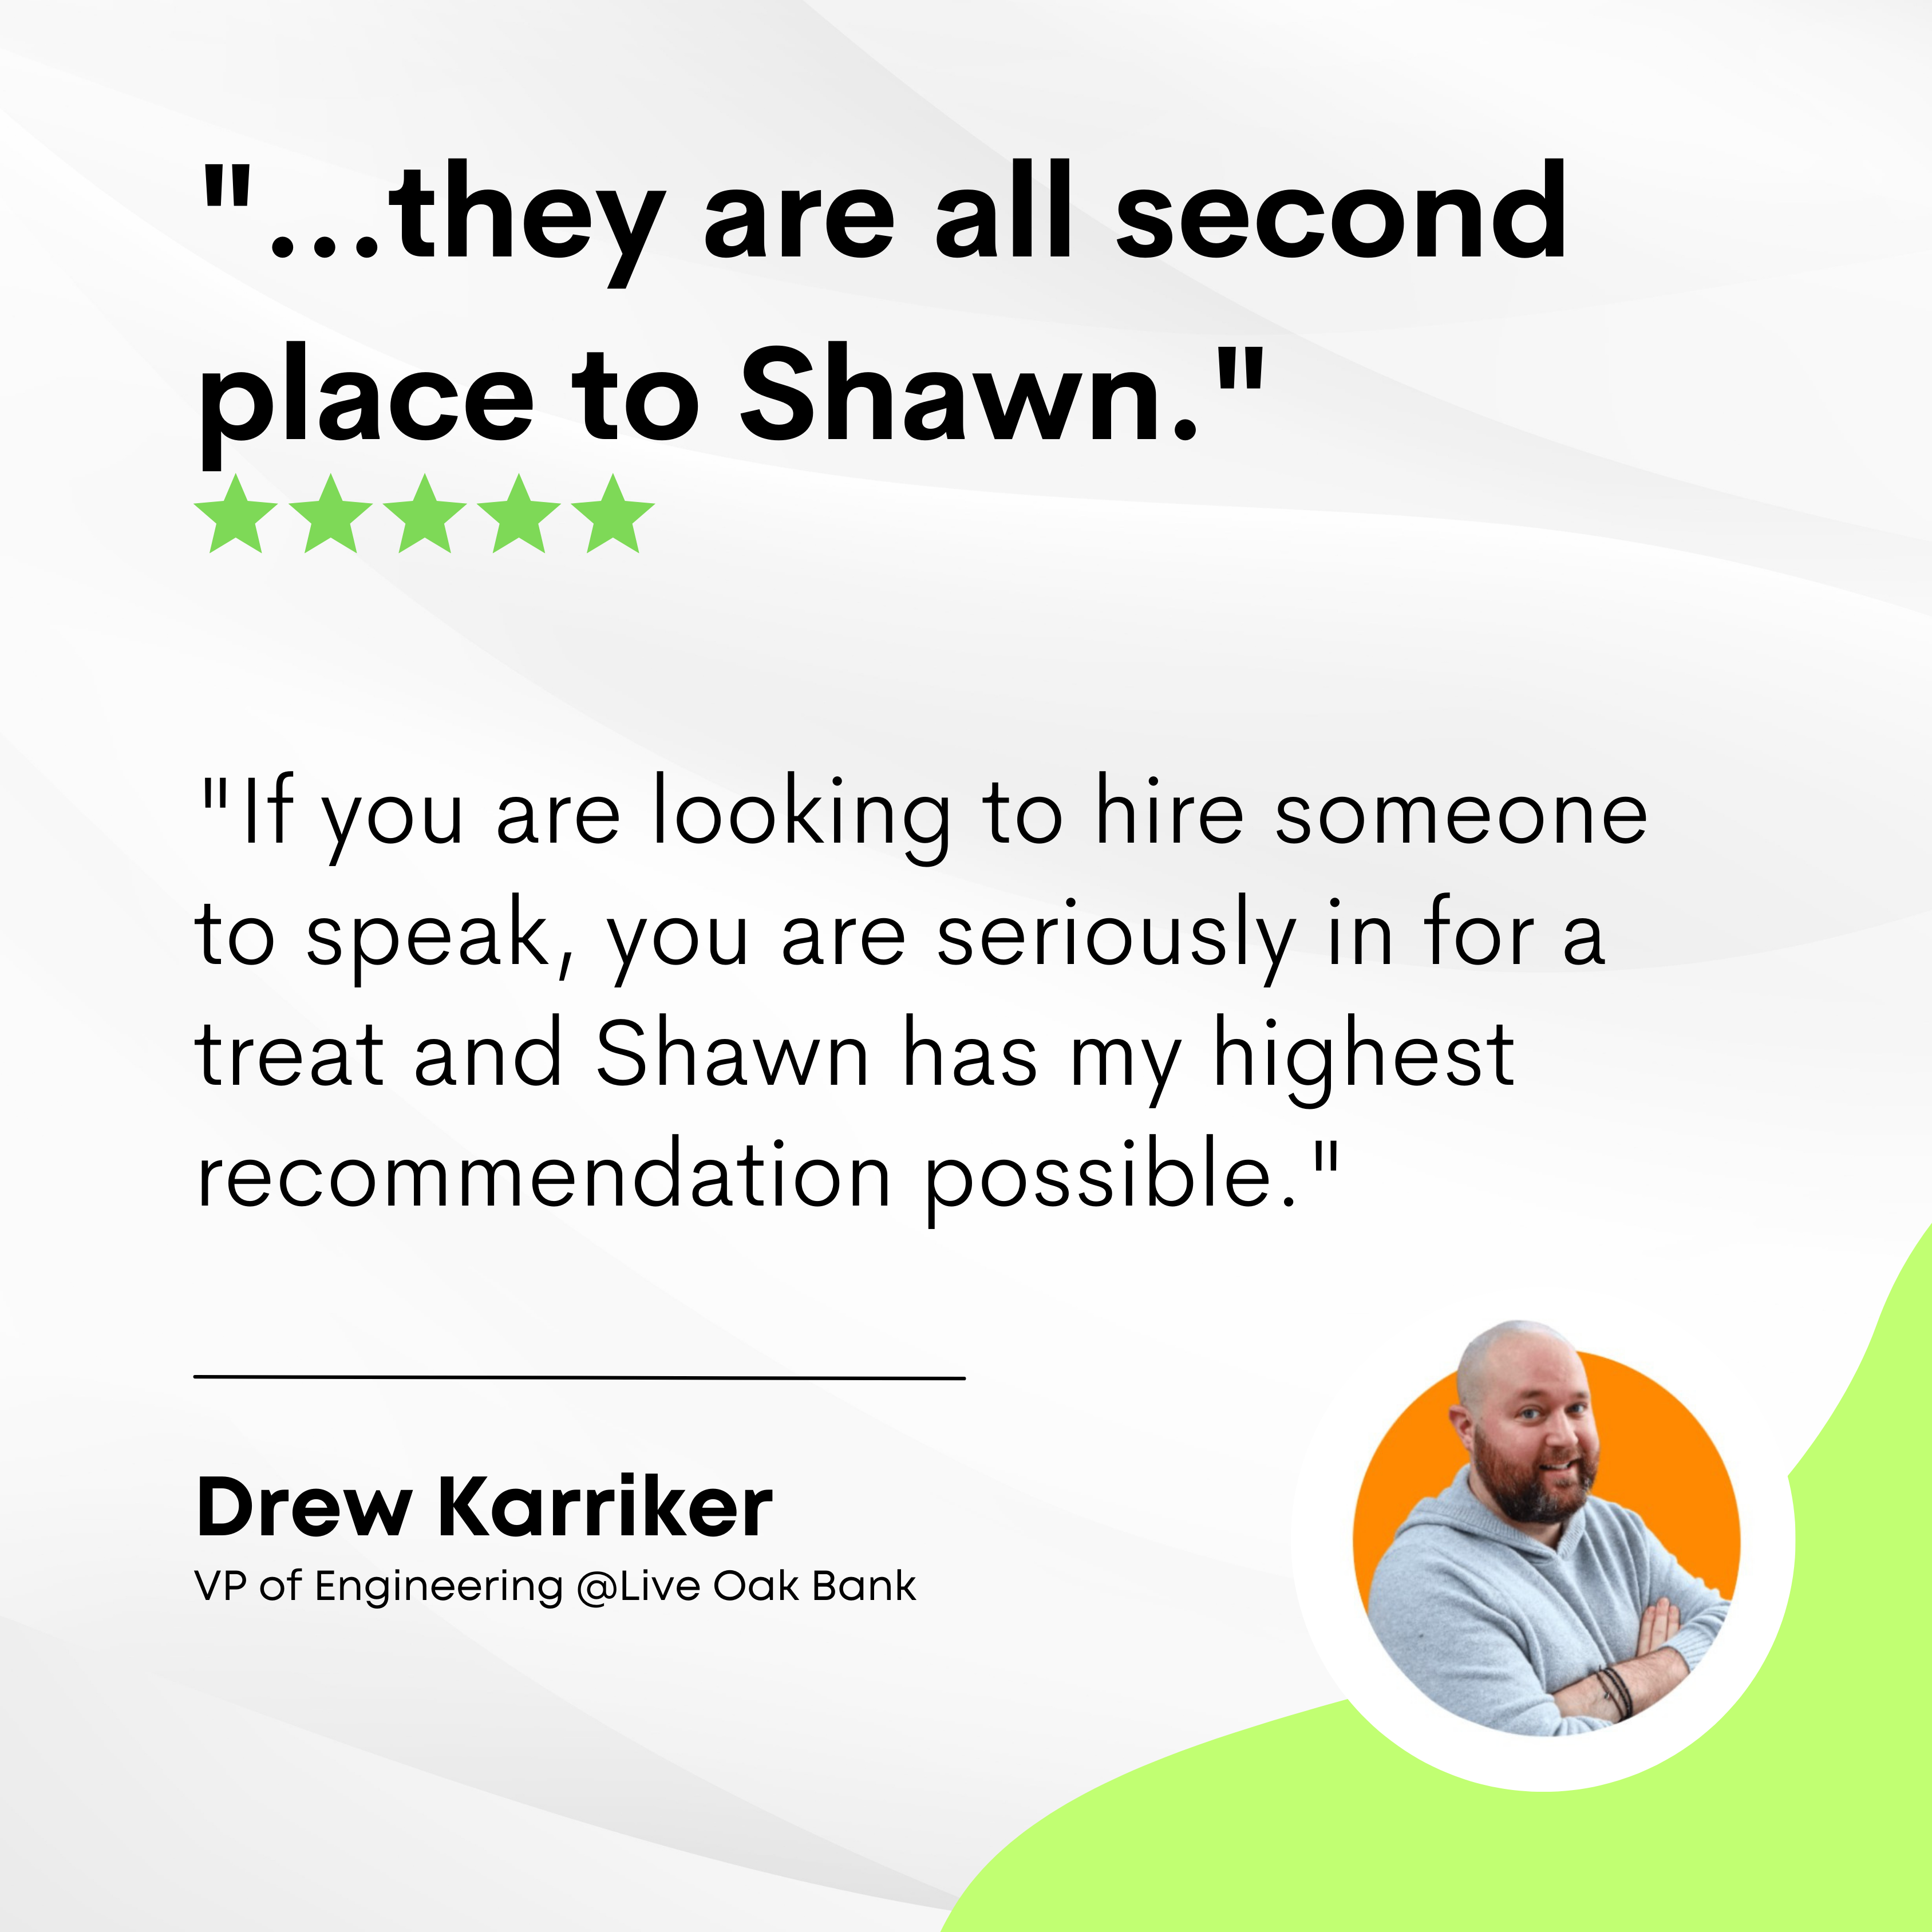 "...they are all second
place to Shawn."
"If you are looking to hire someone
to speak, you are seriously in for a
treat and Shawn has my highest
recommendation possible."
Drew Karriker
VP of Engineering @Live Oak Bank